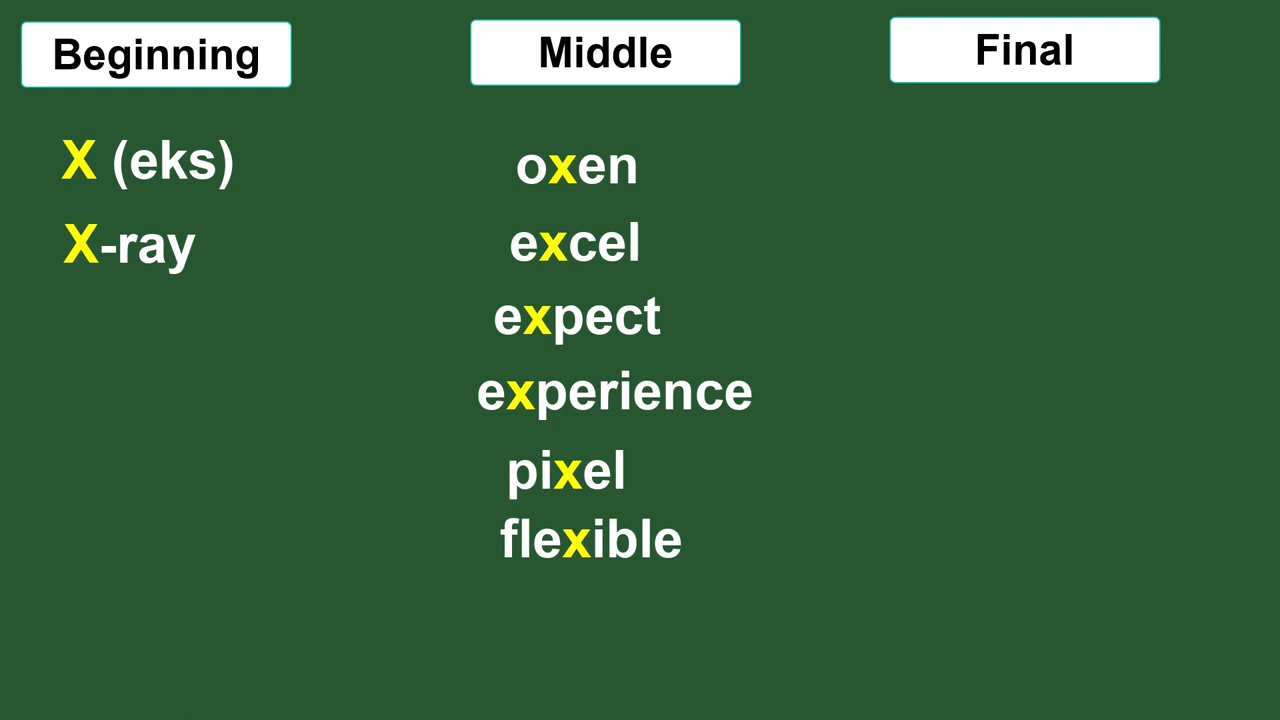 Beginning
Middle
Final
X (eks)
X-ray
oxen
excel
expect
experience
pixel
flexible